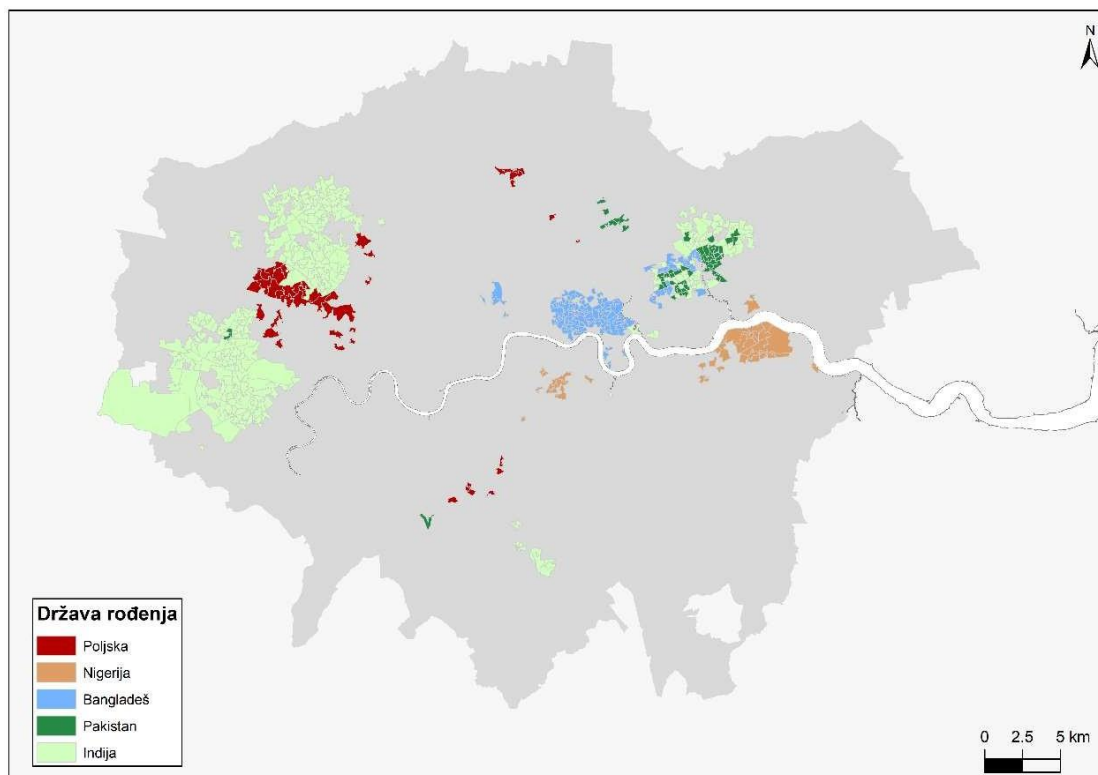 N
Država rođenja
Poljska
Nigerija
Bangladeš
Pakistan
Indija
0 2.5 5 km